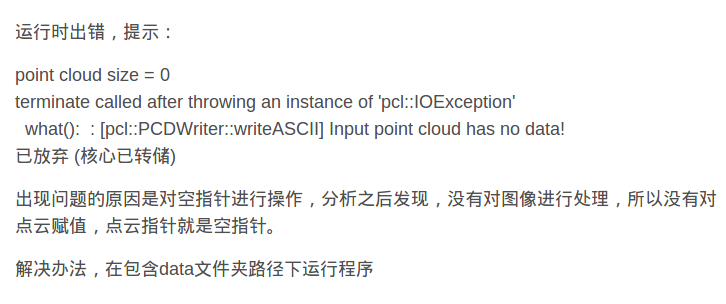 运行时出错，提示：
point cloud size = 0
terminate called after throwing an instance of 'pcl::IOException'
what():  : [pcl::PCDWriter::writeASCII] Input point cloud has no data!
已放弃 (核心已转储)
出现问题的原因是对空指针进行操作，分析之后发现，没有对图像进行处理，所以没有对
点云赋值，点云指针就是空指针。
解决办法，在包含data文件夹路径下运行程序